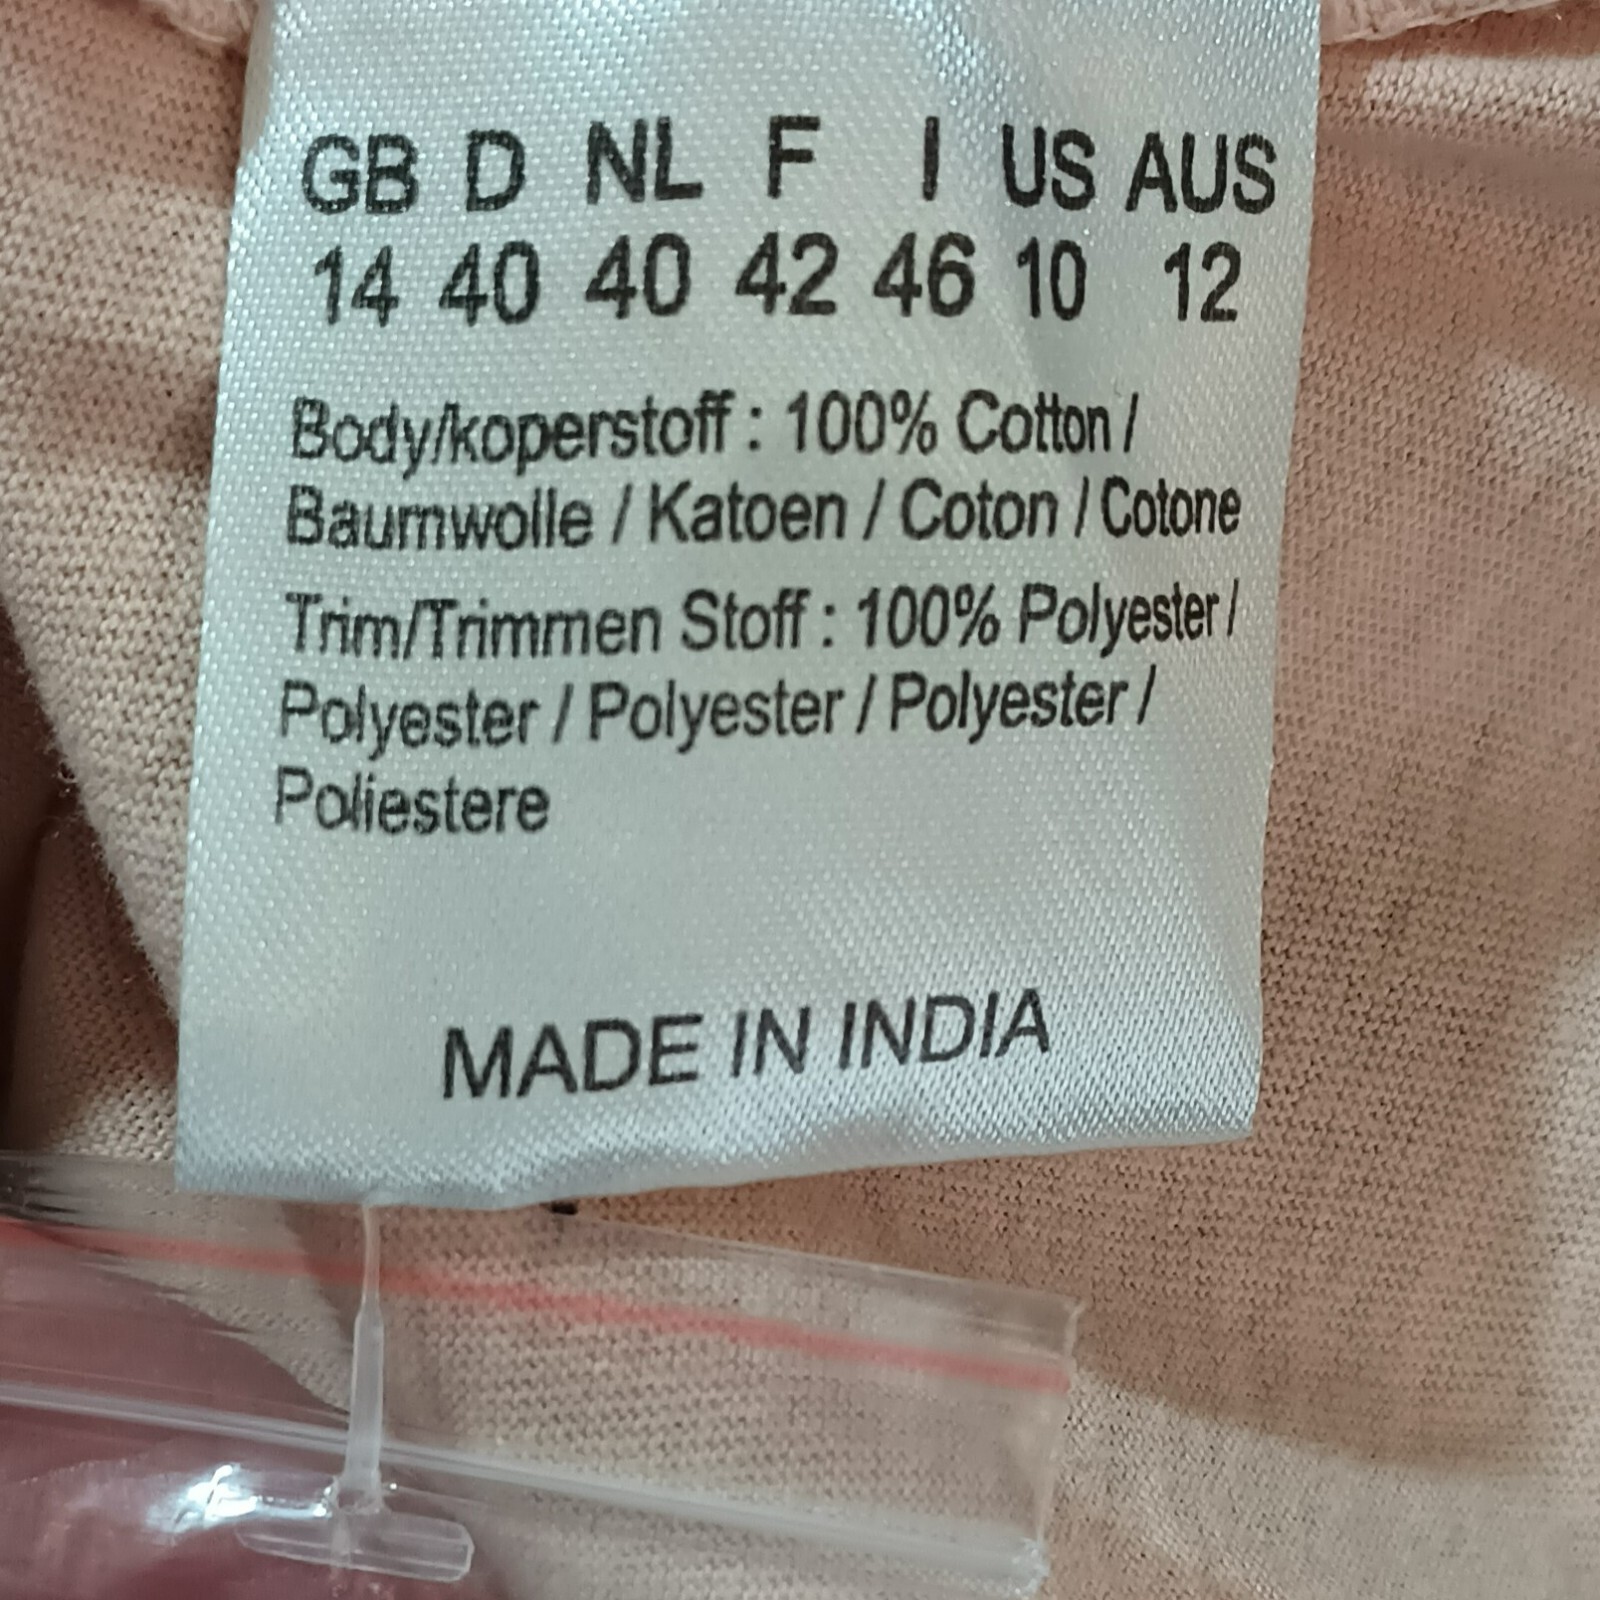 GB D NL F I US AUS
14 40 40 42 46 10 12
Body/koperstoff : 100% Cotton /
Baumwolle / Katoen / Coton / Cotone
Trim/Trimmen Stoff : 100% Polyester /
Polyester / Polyester / Polyester /
Poliestere
MADE IN INDIA